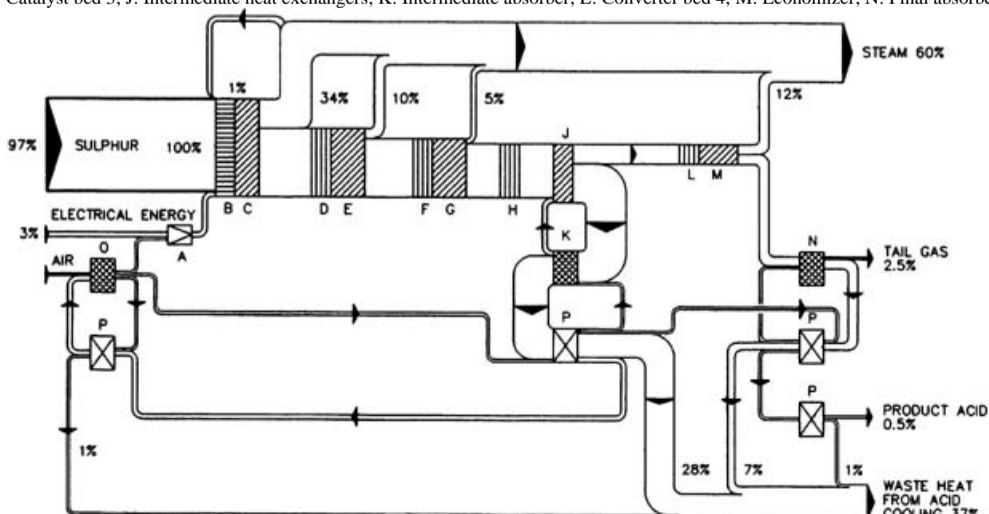 Catalyst bed 3, J: Intermediate heat exchangers, K: Intermediate absorber, L: Converter bed 4, M: Economizer, N: Final absorbe
STEAM 60%
1%
34%
10%
5%
12%
J
97%
SULPHUR
100%
B
C
D
E
F
G
H
L
M
ELECTRICAL ENERGY
3%
A
K
AIR
O
N
TAIL GAS
2.5%
P
P
P
P
PRODUCT ACID
0.5%
1%
28%
7%
1%
WASTE HEAT
FROM ACID
COOLING 37%